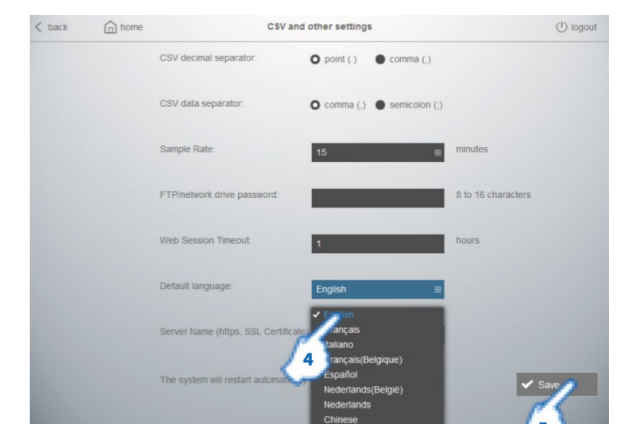 back home CSV and other settings logout
CSV decimal separator: point (.) comma (,)
CSV data separator: comma (,) semicolon (;)
Sample Rate: 15 minutes
FTP/network drive password: 8 to 16 characters
Web Session Timeout: 1 hours
Default language: English
English
Server Name (https, SSL Certificate)
Italiano
4
Français(Belgique)
Español
The system will restart
Save
Nederlands(België)
Nederlands
Chinese